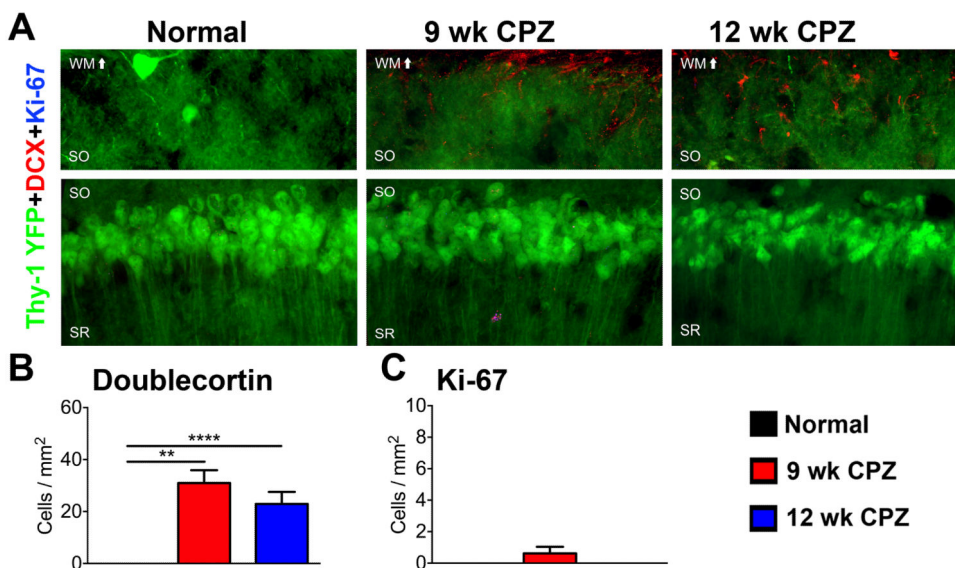 A
Normal
9 wk CPZ
12 wk CPZ
Thy-1 YFP+DCX+Ki-67
WM
SO
WM
SO
WM
SO
SO
SR
SO
SR
SO
SR
B
Doublecortin
Cells / mm2
60
40
20
0
****
**
C
Ki-67
Cells / mm2
10
8
6
4
2
0
Normal
9 wk CPZ
12 wk CPZ